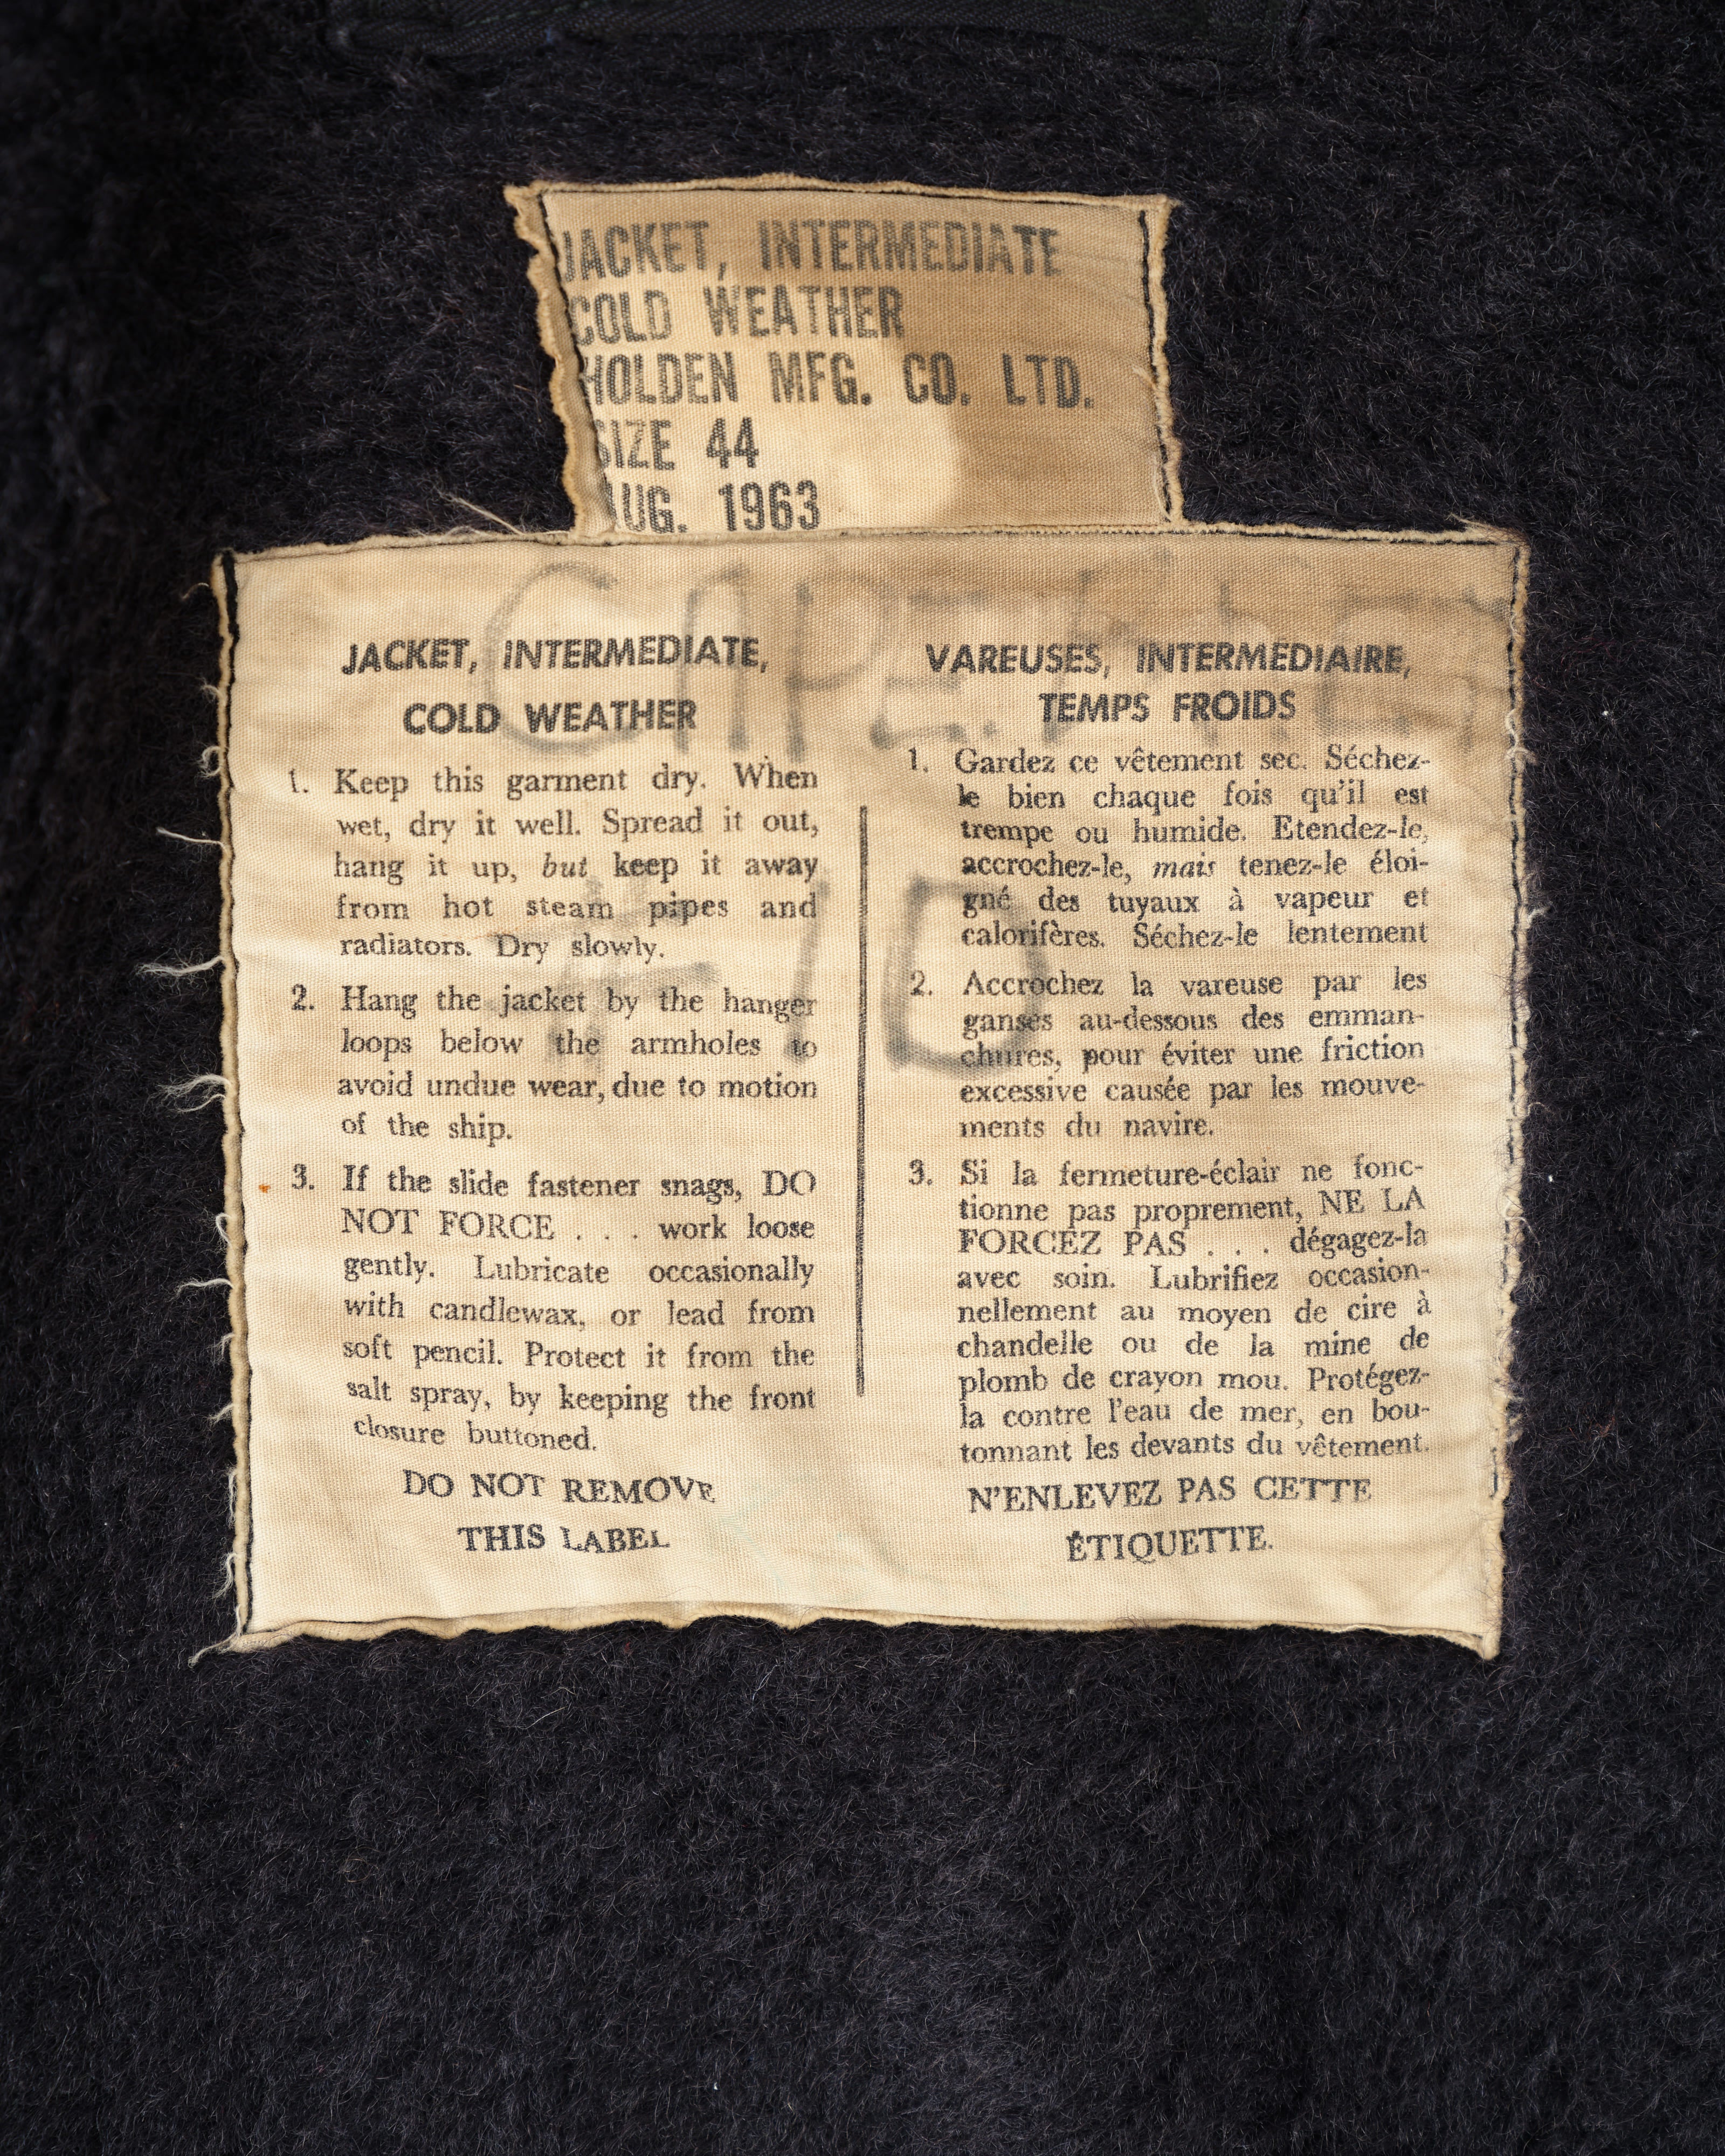 JACKET, INTERMEDIATE
COLD WEATHER
HOLDEN MFG. CO. LTD.
SIZE 44
AUG. 1963
JACKET, INTERMEDIATE,
COLD WEATHER
1. Keep this garment dry. When
wet, dry it well. Spread it out,
hang it up, but keep it away
from hot steam pipes and
radiators. Dry slowly.
2. Hang the jacket by the hanger
loops below the armholes to
avoid undue wear, due to motion
of the ship.
3. If the slide fastener snags, DO
NOT FORCE . . . work loose
gently. Lubricate occasionally
with candlewax, or lead from
soft pencil. Protect it from the
salt spray, by keeping the front
closure buttoned.
DO NOT REMOVE
THIS LABEL
VAREUSES, INTERMEDIAIRE,
TEMPS FROIDS
1. Gardez ce vêtement sec. Séchez-
le bien chaque fois qu'il est
trempe ou humide. Etendez-le,
accrochez-le, mais tenez-le éloi-
gné des tuyaux à vapeur et
calorifères. Séchez-le lentement
2. Accrochez la vareuse par les
ganses au-dessous des emman-
chures, pour éviter une friction
excessive causée par les mouve-
ments du navire.
3. Si la fermeture-éclair ne fonc-
tionne pas proprement, NE LA
FORCEZ PAS . . . dégagez-la
avec soin. Lubrifiez occasion-
nellement au moyen de cire à
chandelle ou de la mine de
plomb de crayon mou. Protégez-
la contre l'eau de mer, en bou-
tonnant les devants du vêtement.
N'ENLEVEZ PAS CETTE
ÉTIQUETTE.